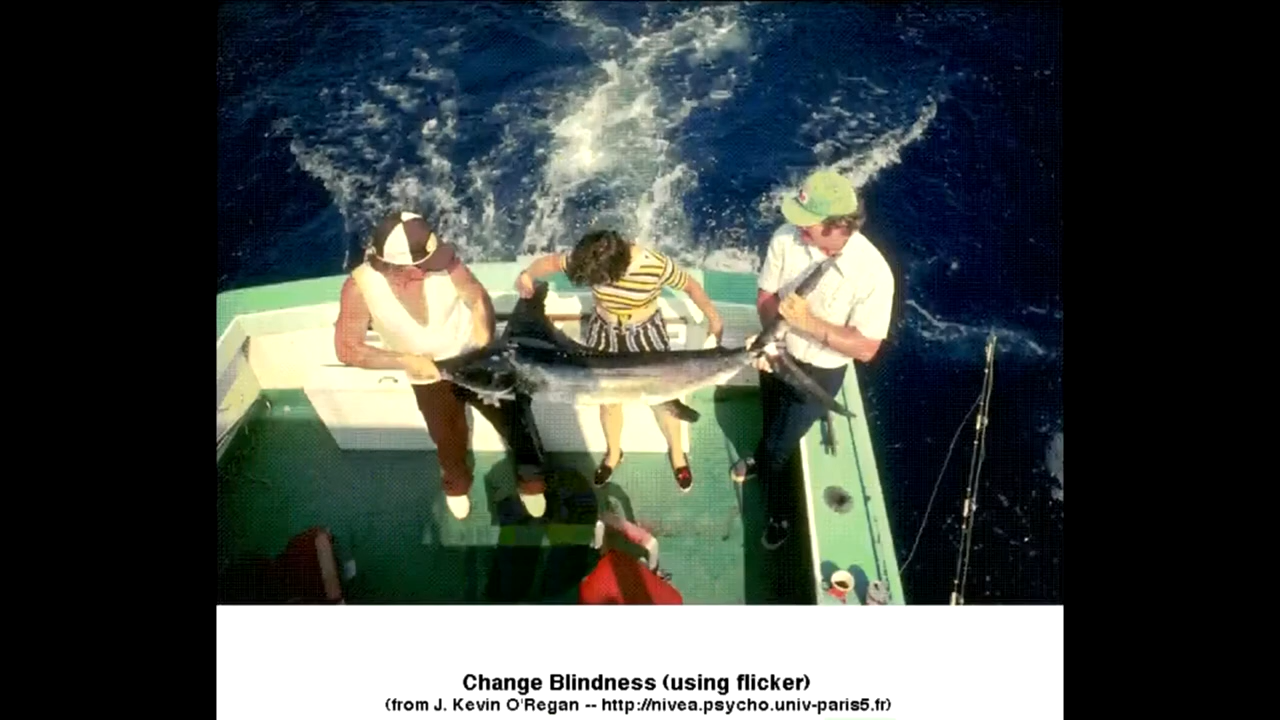 Change Blindness (using flicker)
(from J. Kevin O'Regan -- http://nivea.psycho.univ-paris5.fr)